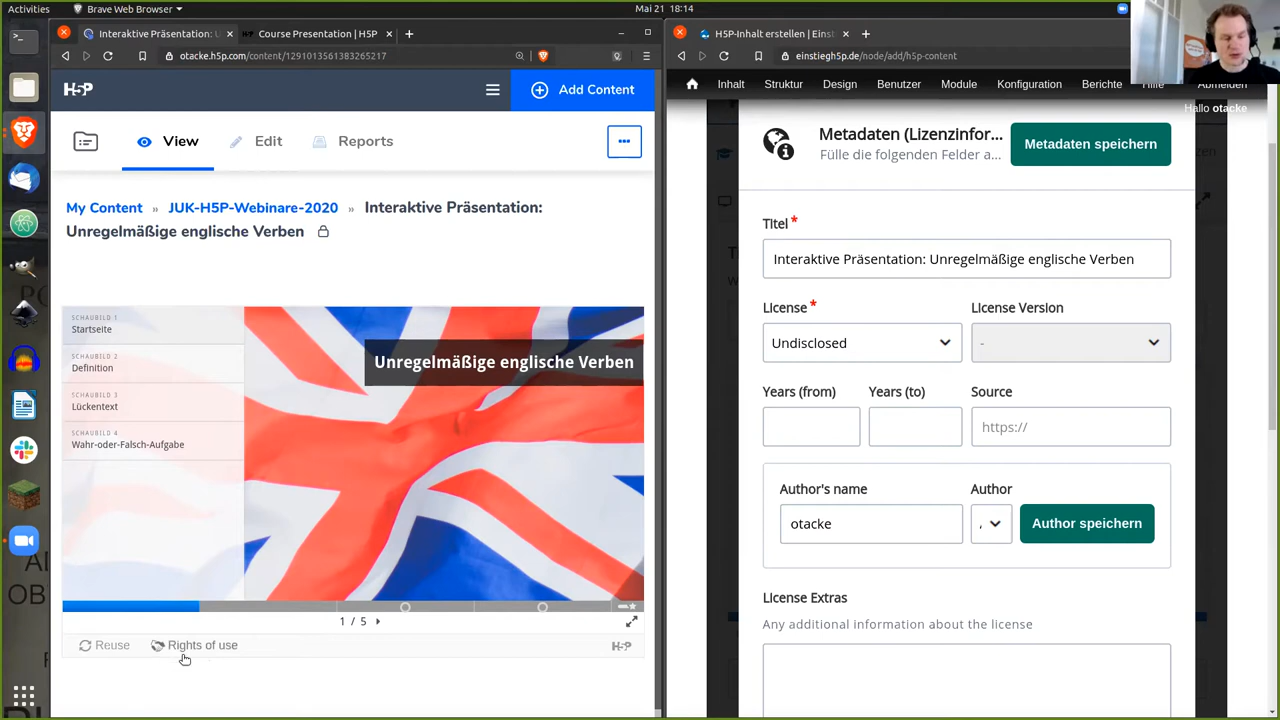 Activities
Brave Web Browser
Mai 21 18:14
Interaktive Präsentation: U
Course Presentation | H5P
otacke.h5p.com/content/1291013561383265217
H5P
Add Content
View
Edit
Reports
My Content » JUK-H5P-Webinare-2020 » Interaktive Präsentation:
Unregelmäßige englische Verben
SCHAUBILD 1
Startseite
SCHAUBILD 2
Definition
SCHAUBILD 3
Lückentext
SCHAUBILD 4
Wahr-oder-Falsch-Aufgabe
Unregelmäßige englische Verben
1 / 5
Reuse
Rights of use
H5P
H5P-Inhalt erstellen | Einst
einstiegh5p.de/node/add/h5p-content
Inhalt
Struktur
Design
Benutzer
Module
Konfiguration
Berichte
Hilfe
Abmelden
Hallo otacke
Metadaten (Lizenzinfor...
Fülle die folgenden Felder a...
Metadaten speichern
Titel *
Interaktive Präsentation: Unregelmäßige englische Verben
License *
License Version
Undisclosed
-
Years (from)
Years (to)
Source
https://
Author's name
Author
otacke
Author speichern
License Extras
Any additional information about the license